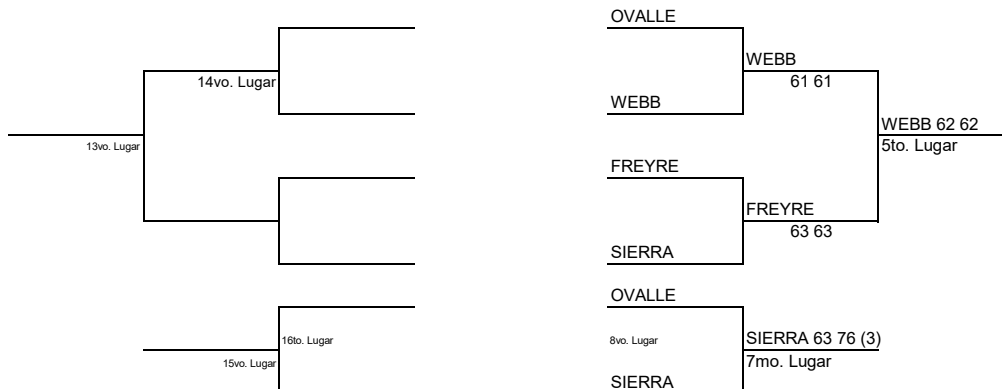 OVALLE
WEBB
14vo. Lugar
61 61
WEBB
WEBB 62 62
13vo. Lugar
5to. Lugar
FREYRE
FREYRE
63 63
SIERRA
OVALLE
16to. Lugar
8vo. Lugar
SIERRA 63 76 (3)
15vo. Lugar
7mo. Lugar
SIERRA